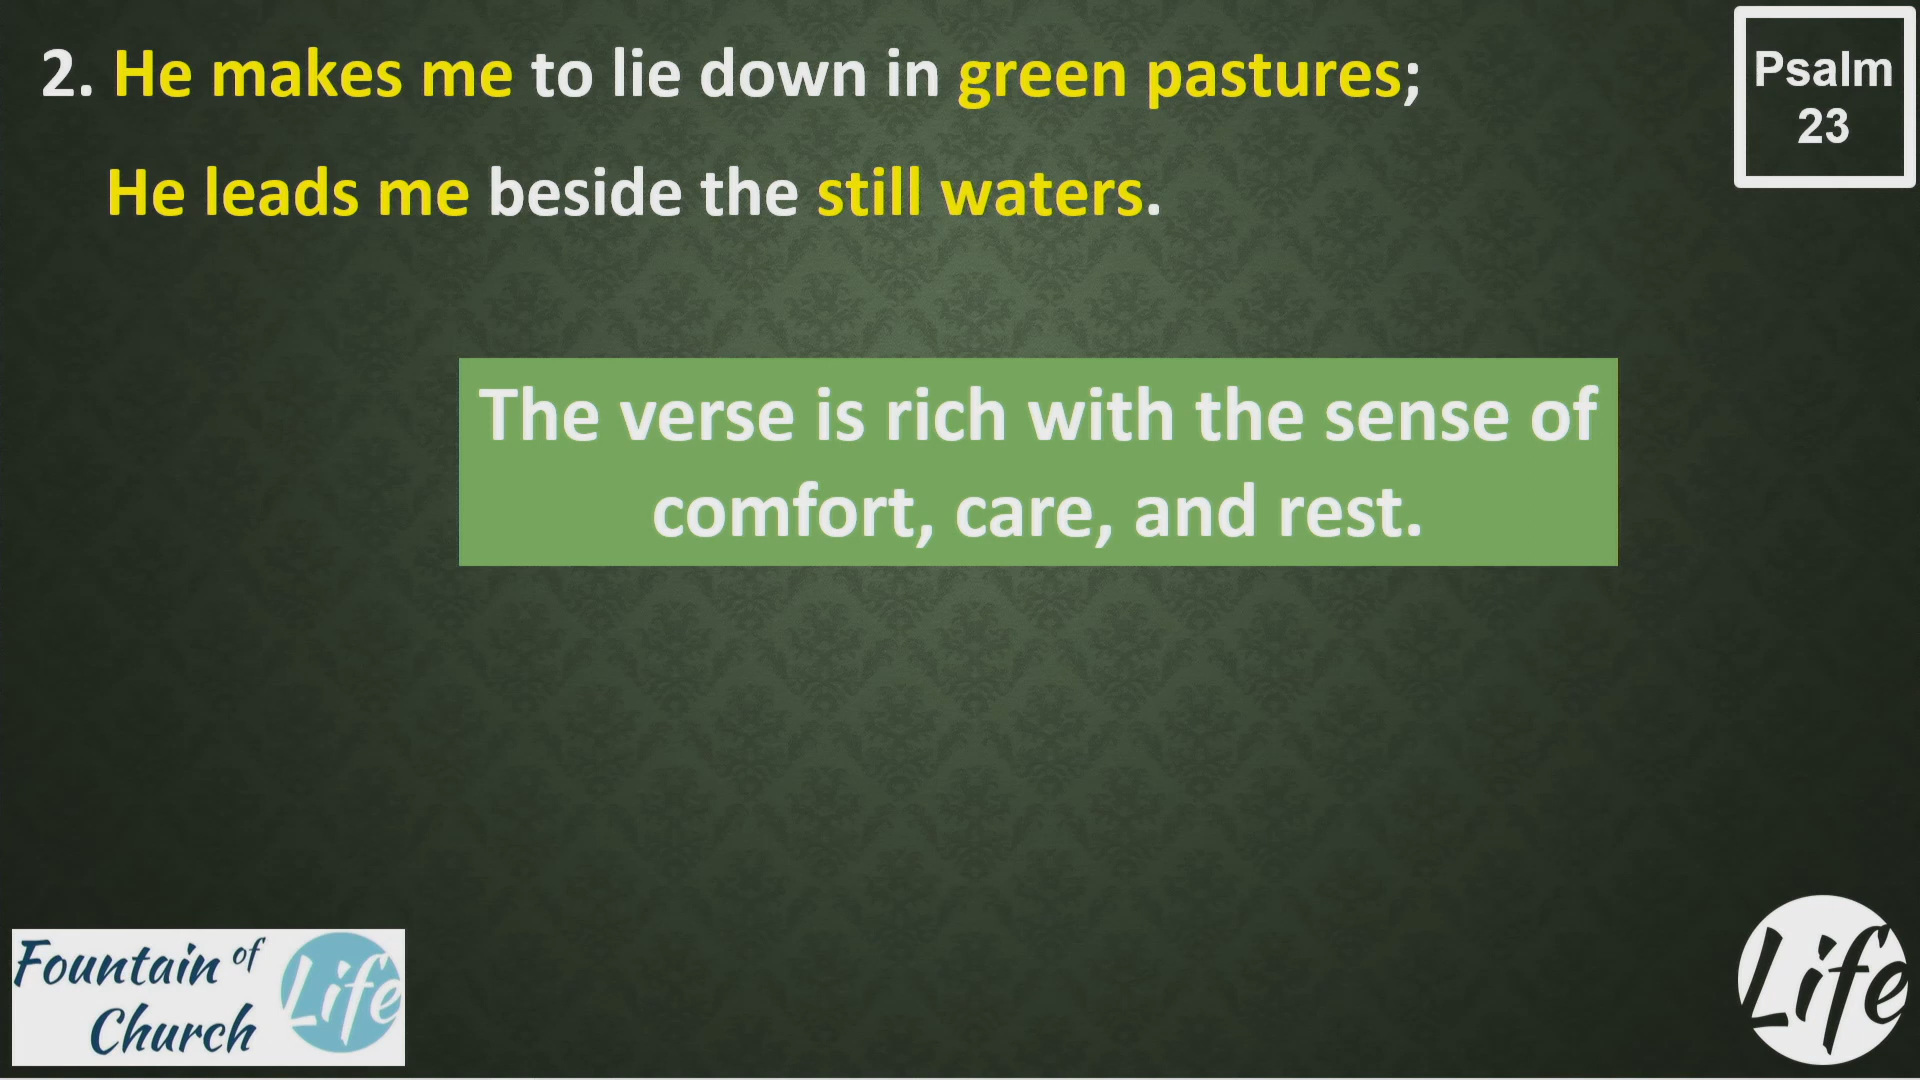 2. He makes me to lie down in green pastures;
He leads me beside the still waters.
Psalm
23
The verse is rich with the sense of
comfort, care, and rest.
Fountain of
Church
Life
Life